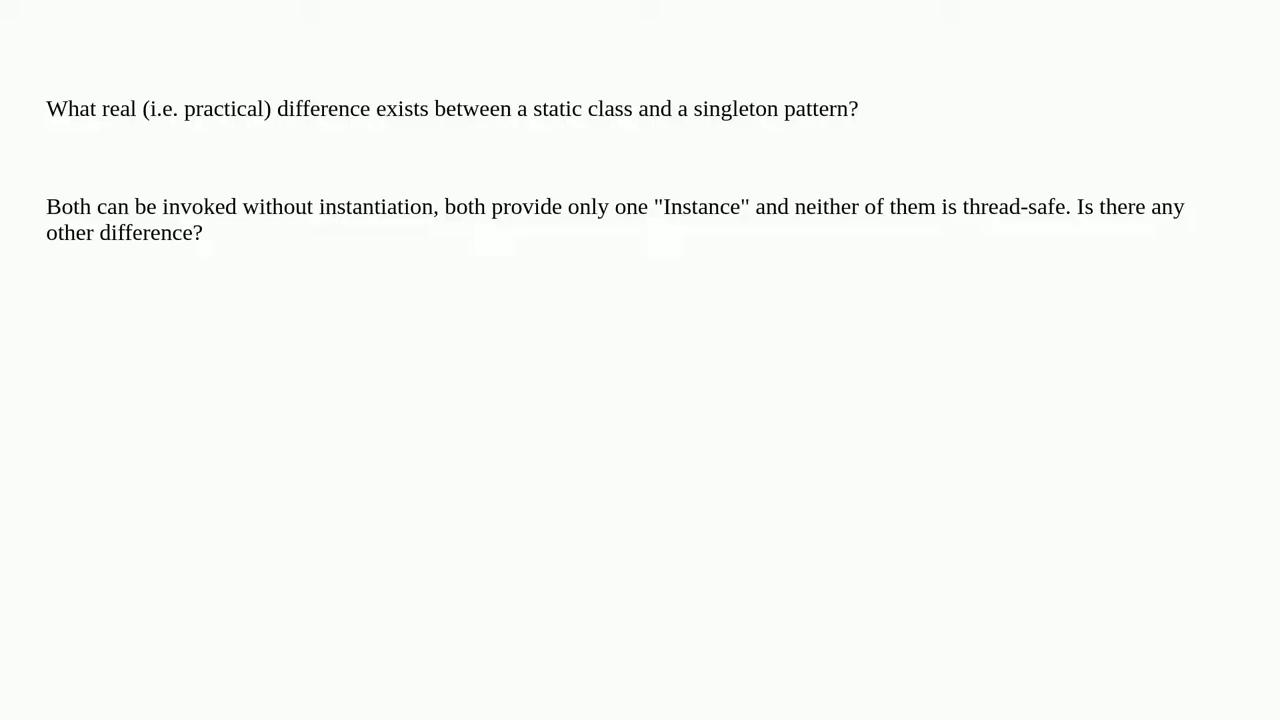 What real (i.e. practical) difference exists between a static class and a singleton pattern?
Both can be invoked without instantiation, both provide only one "Instance" and neither of them is thread-safe. Is there any
other difference?